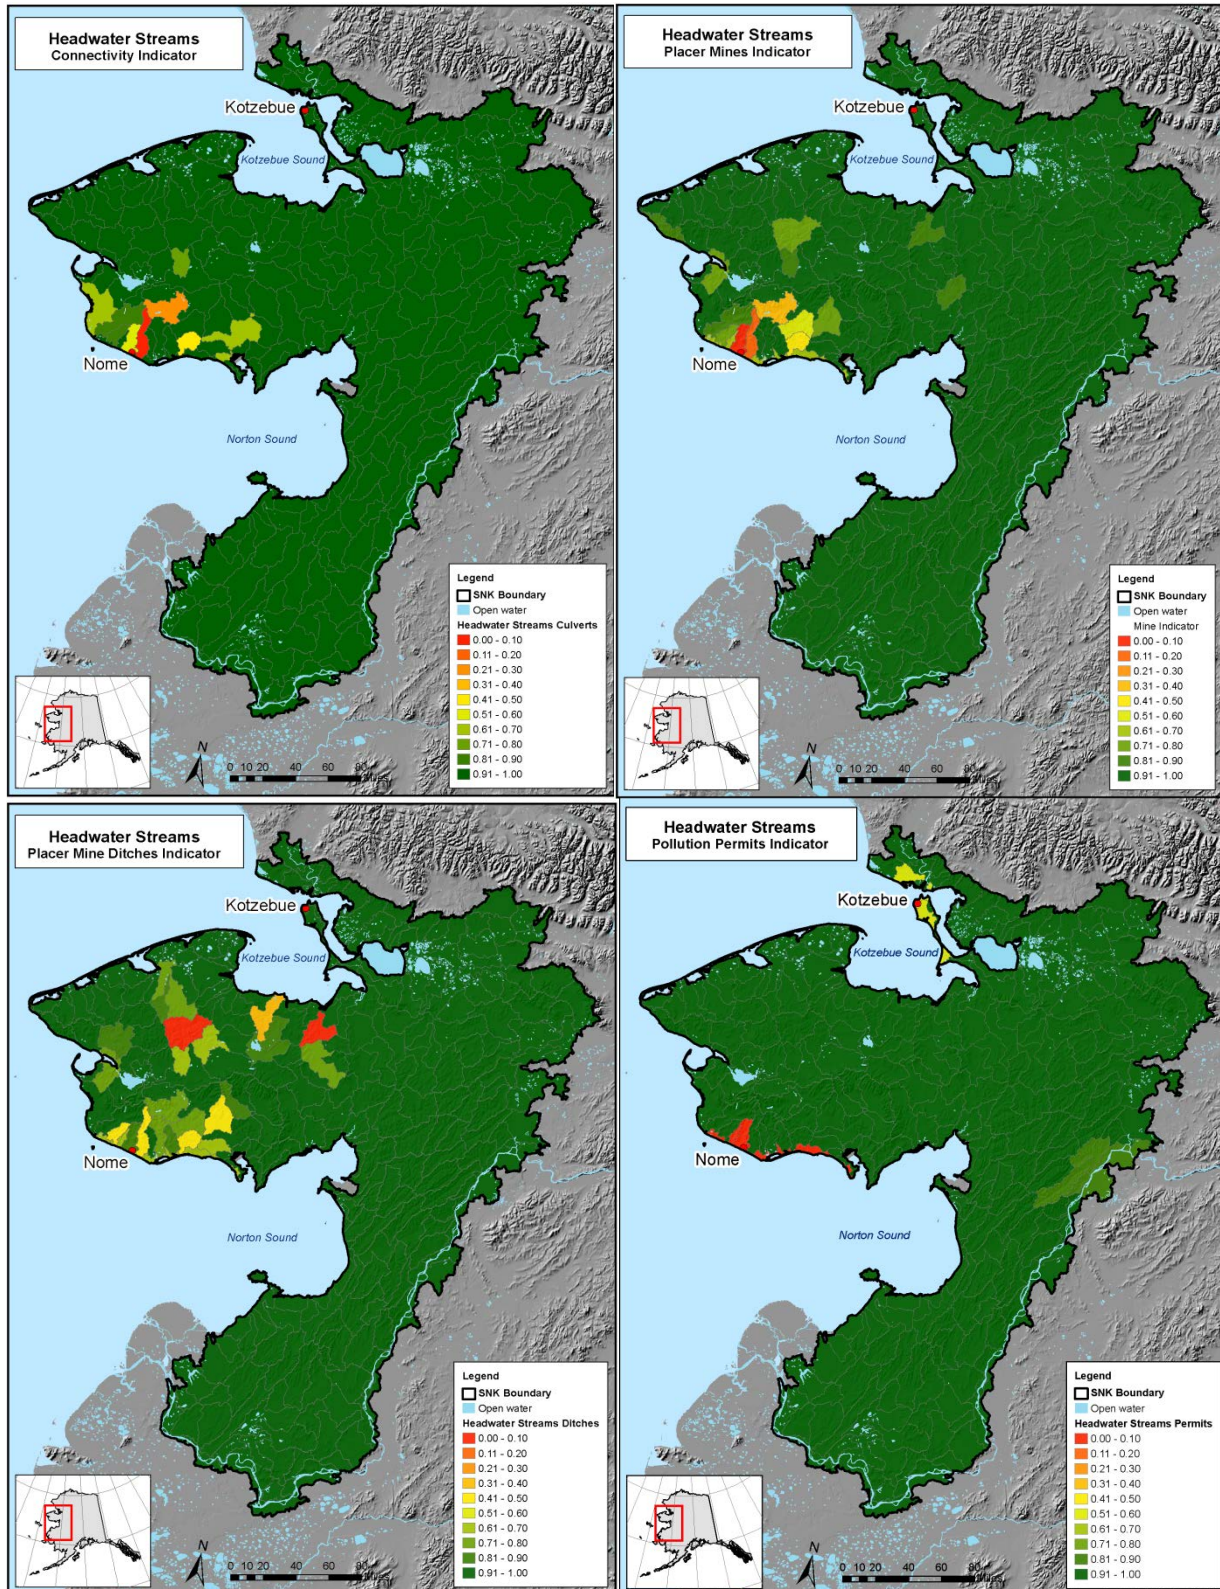 Headwater Streams
Connectivity Indicator
Kotzebue
Kotzebue Sound
Nome
Norton Sound
Legend
SNK Boundary
Open water
Headwater Streams Culverts
0.00 - 0.10
0.11 - 0.20
0.21 - 0.30
0.31 - 0.40
0.41 - 0.50
0.51 - 0.60
0.61 - 0.70
0.71 - 0.80
0.81 - 0.90
0.91 - 1.00
N
0 10 20 40 60 80
Miles
Headwater Streams
Placer Mines Indicator
Kotzebue
Kotzebue Sound
Nome
Norton Sound
Legend
SNK Boundary
Open water
Mine Indicator
0.00 - 0.10
0.11 - 0.20
0.21 - 0.30
0.31 - 0.40
0.41 - 0.50
0.51 - 0.60
0.61 - 0.70
0.71 - 0.80
0.81 - 0.90
0.91 - 1.00
N
0 10 20 40 60 80
Miles
Headwater Streams
Placer Mine Ditches Indicator
Kotzebue
Kotzebue Sound
Nome
Norton Sound
Legend
SNK Boundary
Open water
Headwater Streams Ditches
0.00 - 0.10
0.11 - 0.20
0.21 - 0.30
0.31 - 0.40
0.41 - 0.50
0.51 - 0.60
0.61 - 0.70
0.71 - 0.80
0.81 - 0.90
0.91 - 1.00
N
0 10 20 40 60 80
Miles
Headwater Streams
Pollution Permits Indicator
Kotzebue
Kotzebue Sound
Nome
Norton Sound
Legend
SNK Boundary
Open water
Headwater Streams Permits
0.00 - 0.10
0.11 - 0.20
0.21 - 0.30
0.31 - 0.40
0.41 - 0.50
0.51 - 0.60
0.61 - 0.70
0.71 - 0.80
0.81 - 0.90
0.91 - 1.00
N
0 10 20 40 60 80
Miles